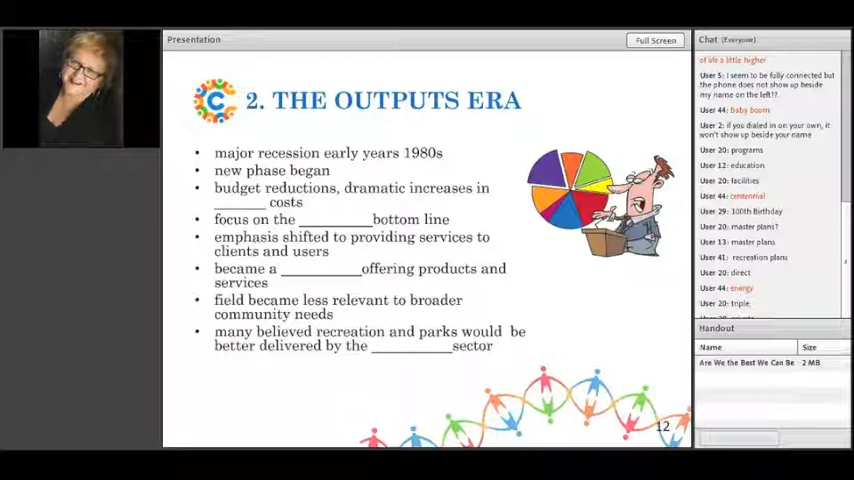 Presentation
Full Screen
2. THE OUTPUTS ERA
• major recession early years 1980s
• new phase began
• budget reductions, dramatic increases in
_______ costs
• focus on the __________bottom line
• emphasis shifted to providing services to
clients and users
• became a ___________offering products and
services
• field became less relevant to broader
community needs
• many believed recreation and parks would be
better delivered by the ___________sector
12
Chat (Everyone)
of life a little higher
User 5: I seem to be fully connected but
the phone does not show up beside
my name on the left??.
User 44: baby boom
User 2: if you dialed in on your own, it
won't show up beside your name
User 20: programs
User 12: education
User 20: facilities
User 44: centennial
User 29: 100th Birthday
User 20: master plans?
User 13: master plans
User 41: recreation plans
User 20: direct
User 44: energy
User 20: triple
Handout
Name Size
Are We the Best We Can Be 2 MB